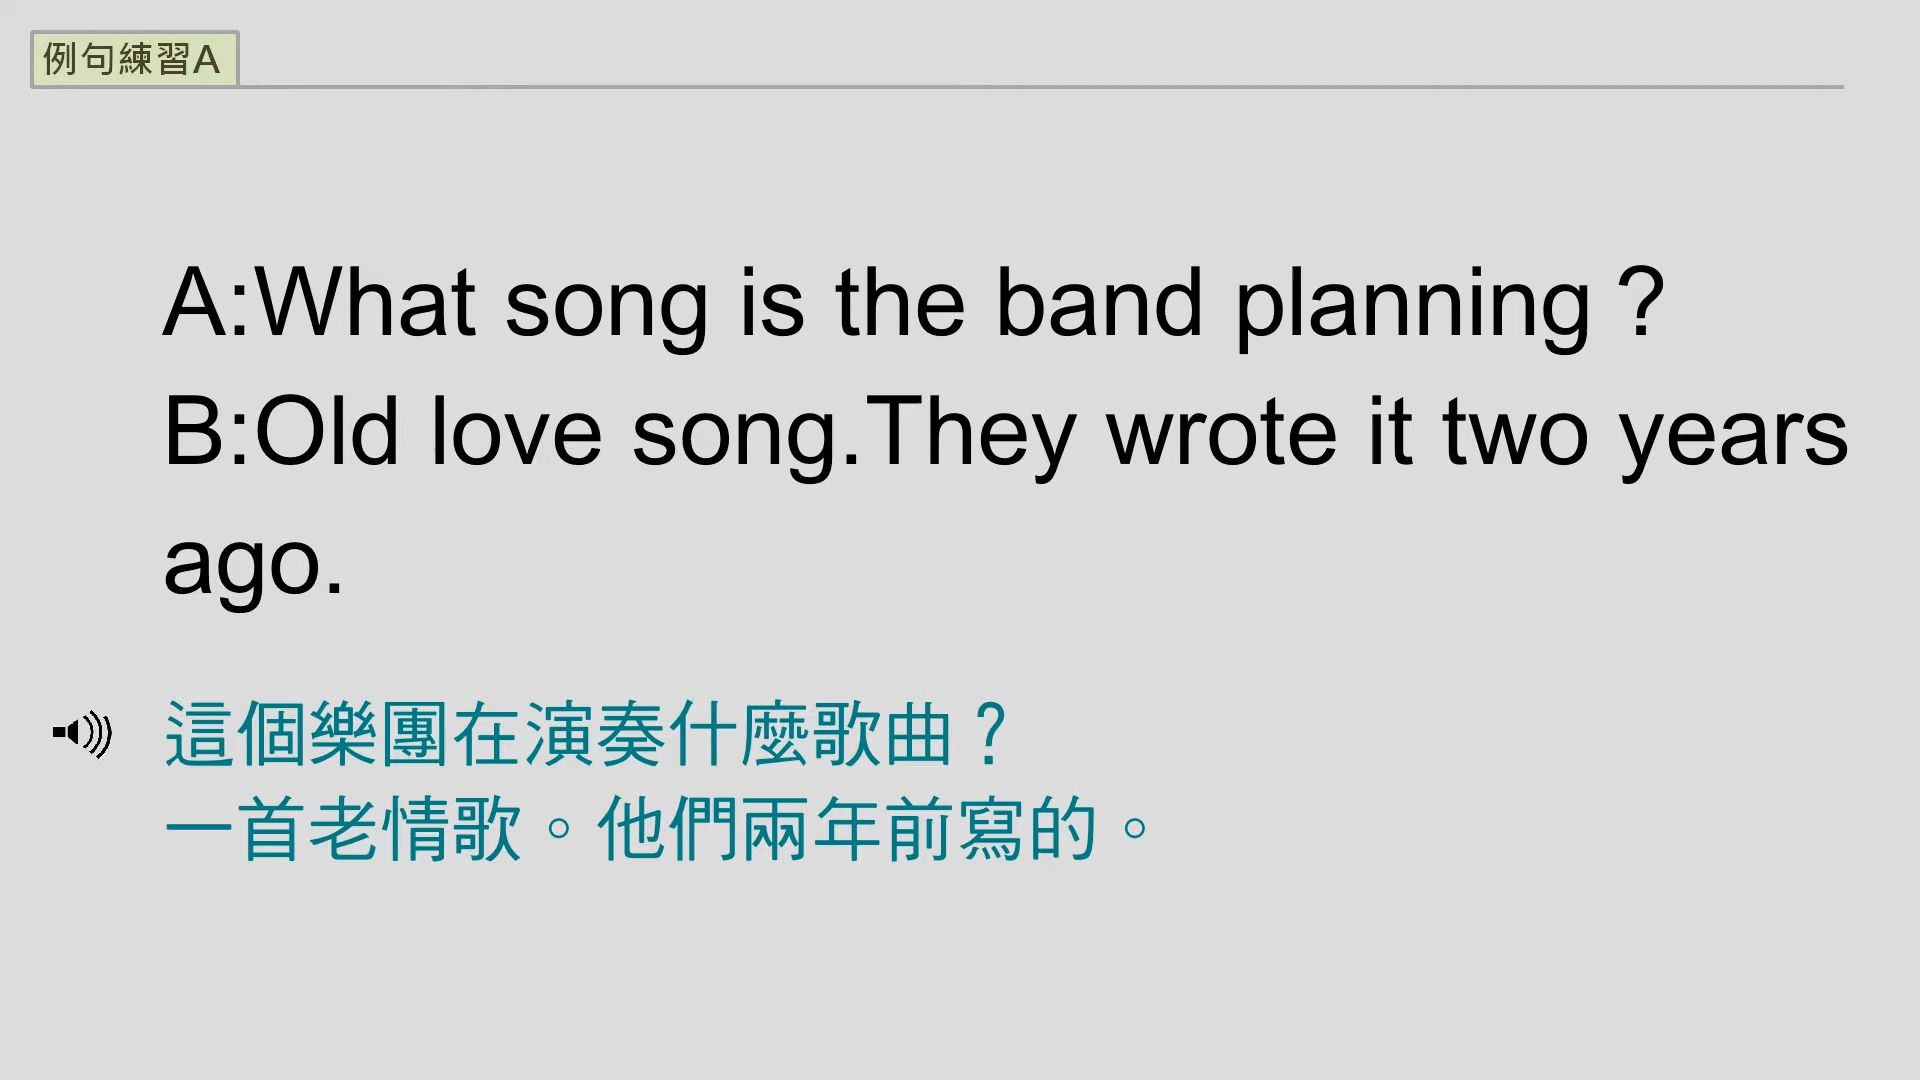 例句練習A
A:What song is the band planning？
B:Old love song.They wrote it two years
ago.
這個樂團在演奏什麼歌曲？
一首老情歌。他們兩年前寫的。